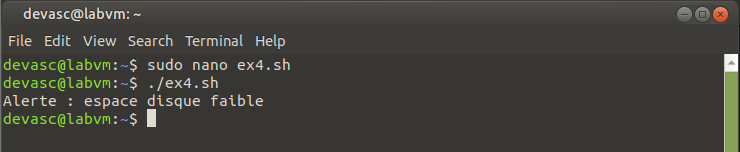 devasc@labvm: ~
File Edit View Search Terminal Help
devasc@labvm:~$ sudo nano ex4.sh
devasc@labvm:~$ ./ex4.sh
Alerte : espace disque faible
devasc@labvm:~$